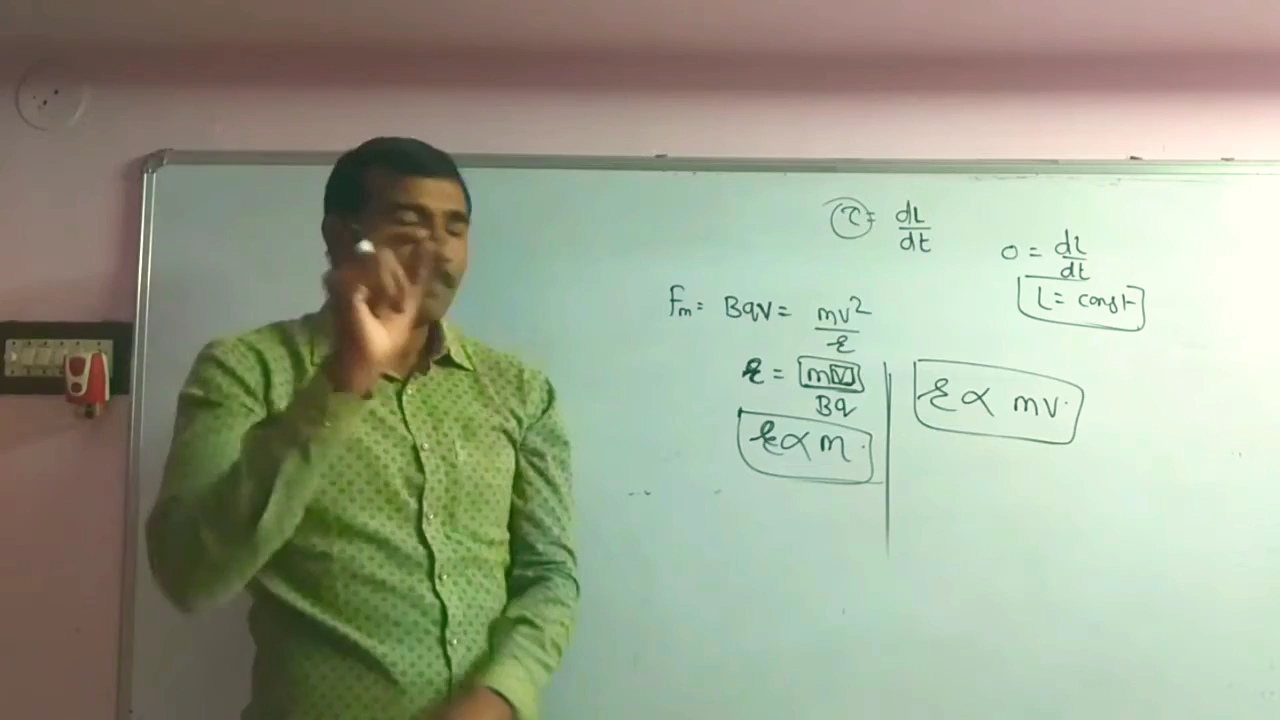 τ = dL/dt
0 = dL/dt
L = const
Fm = Bqv = mv²/r
r = mv/Bq
r ∝ mv
r ∝ m